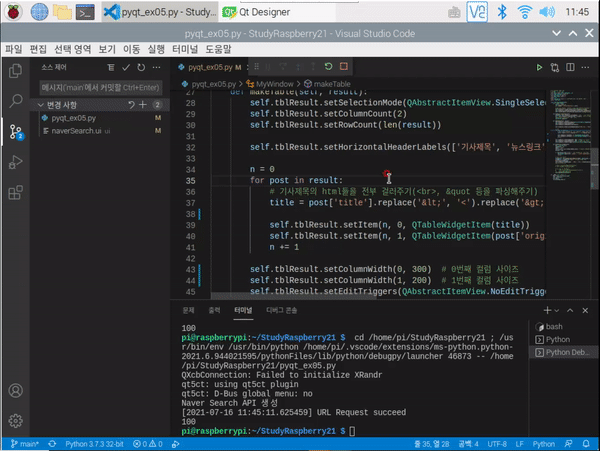 pyqt_ex05.py - StudyR...
Qt Designer
11:45
pyqt_ex05.py - StudyRaspberry21 - Visual Studio Code
파일 편집 선택 영역 보기 이동 실행 터미널 도움말
소스 제어
pyqt_ex05.py M
메시지('main'에서 커밋할 Ctrl+Enter)
pyqt_ex05.py > MyWindow > makeTable
변경 사항 2
pyqt_ex05.py M
naverSearch.ui U
27 def makeTable(self, result):
28 self.tblResult.setSelectionMode(QAbstractItemView.SingleSelec
29 self.tblResult.setColumnCount(2)
30 self.tblResult.setRowCount(len(result))
31
32 self.tblResult.setHorizontalHeaderLabels(['기사제목', '뉴스링크'
33
34 n = 0
35 for post in result:
36 # 기사제목의 html들을 전부 걸러주기(<br>, &quot 등을 파싱해주기)
37 title = post['title'].replace('&lt;', '<').replace('&gt;
38
39 self.tblResult.setItem(n, 0, QTableWidgetItem(title))
40 self.tblResult.setItem(n, 1, QTableWidgetItem(post['orig
41 n += 1
42
43 self.tblResult.setColumnWidth(0, 300) # 0번째 컬럼 사이즈
44 self.tblResult.setColumnWidth(1, 200) # 1번째 컬럼 사이즈
45 self.tblResult.setEditTriggers(QAbstractItemView.NoEditTrigge
문제 출력 터미널 디버그 콘솔
100
pi@raspberrypi:~/StudyRaspberry21 $ cd /home/pi/StudyRaspberry21 ; /us
r/bin/env /usr/bin/python /home/pi/.vscode/extensions/ms-python.python-
2021.6.944021595/pythonFiles/lib/python/debugpy/launcher 46873 -- /home
/pi/StudyRaspberry21/pyqt_ex05.py
QXcbConnection: Failed to initialize XRandr
qt5ct: using qt5ct plugin
qt5ct: D-Bus global menu: no
Naver Search API 생성
[2021-07-16 11:45:11.625459] URL Request succeed
100
pi@raspberrypi:~/StudyRaspberry21 $
bash
Python
Python Deb...
main* Python 3.7.3 32-bit 0 0 줄 35, 열 28 공백: 4 UTF-8 LF Python